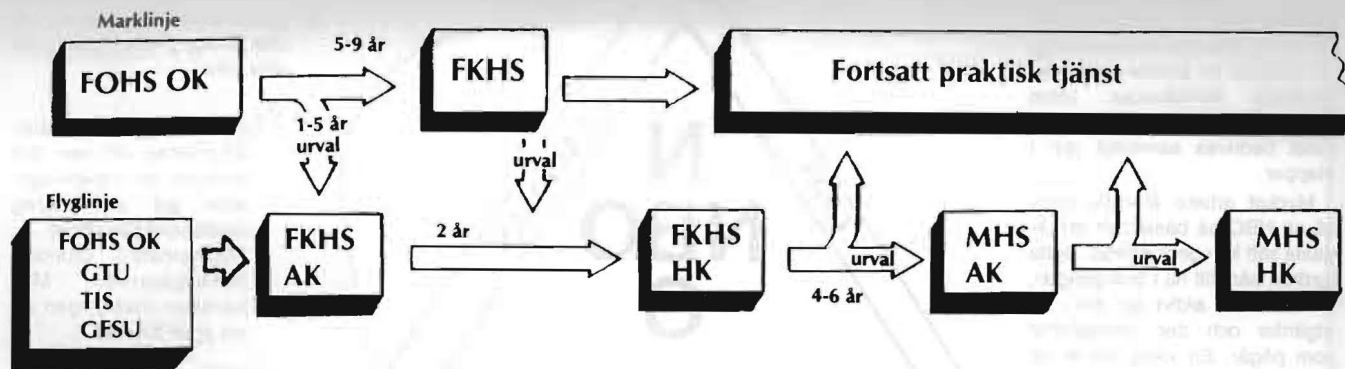 Marklinje
FOHS OK
5-9 år
1-5 år
urval
FKHS
urval
Fortsatt praktisk tjänst
Flyglinje
FOHS OK
GTU
TIS
GFSU
FKHS
AK
2 år
FKHS
HK
urval
4-6 år
MHS
AK
urval
MHS
HK